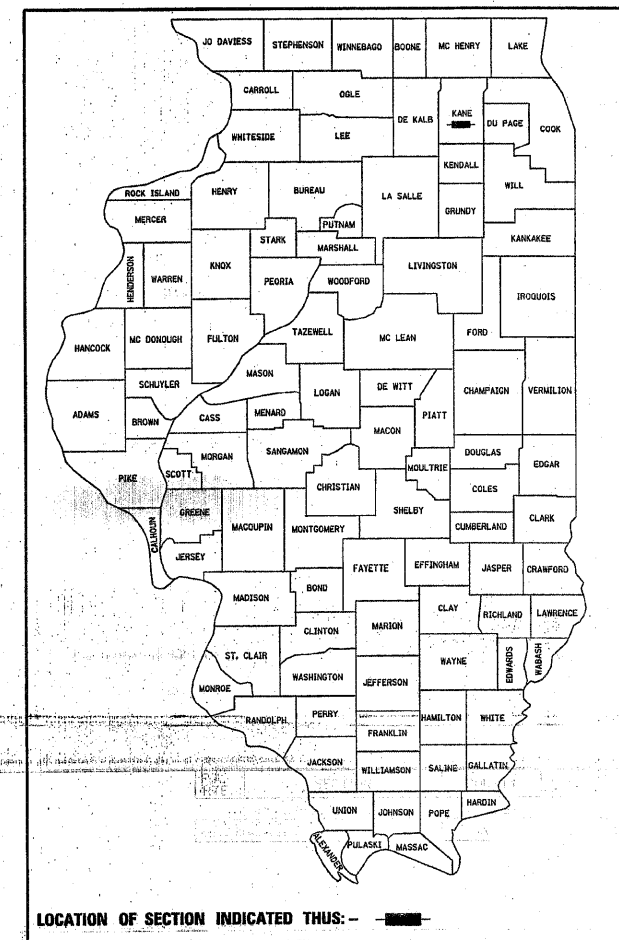 JO DAVIESS STEPHENSON WINNEBAGO BOONE MC HENRY LAKE
CARROLL OGLE DE KALB KANE DU PAGE COOK
WHITESIDE LEE
KENDALL
ROCK ISLAND HENRY BUREAU LA SALLE WILL
MERCER PUTNAM GRUNDY
STARK MARSHALL KANKAKEE
HENDERSON WARREN KNOX PEORIA WOODFORD LIVINGSTON
IROQUOIS
HANCOCK MC DONOUGH FULTON TAZEWELL MC LEAN FORD
MASON
SCHUYLER LOGAN DE WITT CHAMPAIGN VERMILION
ADAMS BROWN CASS MENARD PIATT
MACON
MORGAN SANGAMON DOUGLAS EDGAR
PIKE SCOTT CHRISTIAN MOULTRIE COLES
GREENE MACOUPIN MONTGOMERY SHELBY CUMBERLAND CLARK
CALHOUN JERSEY
FAYETTE EFFINGHAM JASPER CRAWFORD
MADISON BOND CLAY RICHLAND LAWRENCE
CLINTON MARION
ST. CLAIR WAYNE EDWARDS WABASH
WASHINGTON JEFFERSON
MONROE
RANDOLPH PERRY HAMILTON WHITE
FRANKLIN
JACKSON WILLIAMSON SALINE GALLATIN
UNION JOHNSON POPE HARDIN
ALEXANDER PULASKI MASSAC
LOCATION OF SECTION INDICATED THUS: –